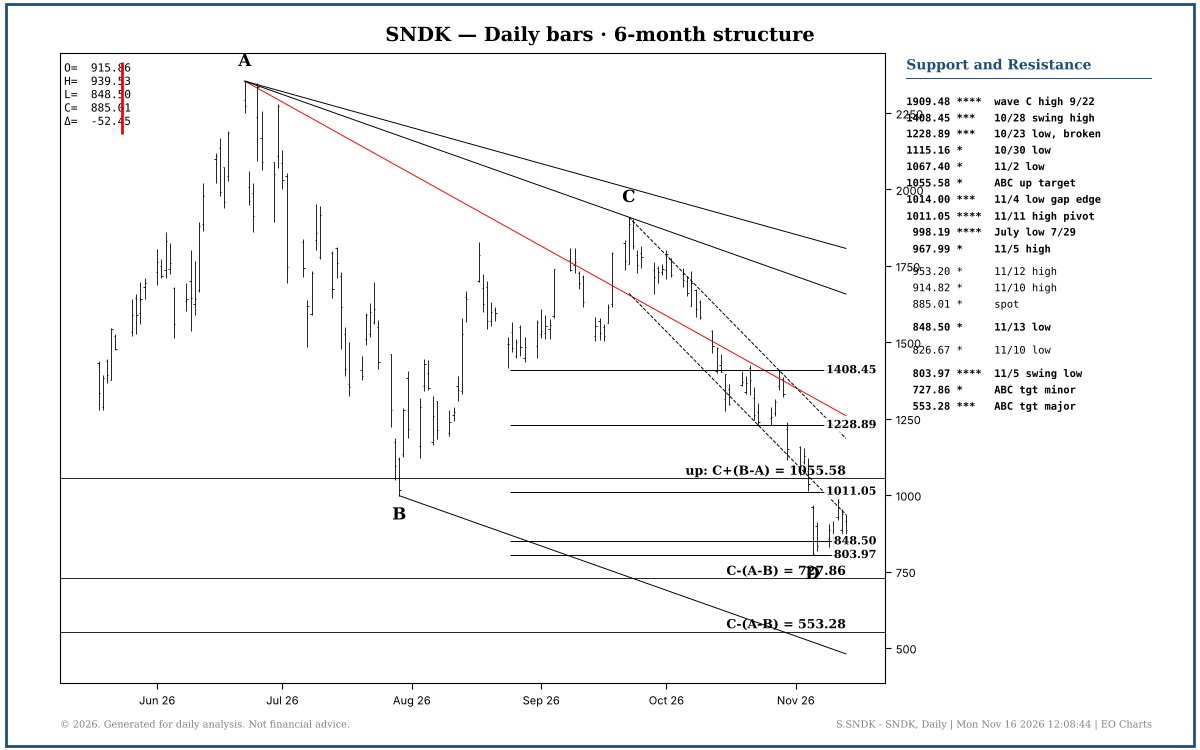 SNDK — Daily bars · 6-month structure
O= 915.86
H= 939.53
L= 848.50
C= 885.01
Δ= -52.45
A
C
B
D
1408.45
1228.89
up: C+(B-A) = 1055.58
1011.05
848.50
803.97
C-(A-B) = 727.86
C-(A-B) = 553.28
2250
2000
1750
1500
1250
1000
750
500
Jun 26
Jul 26
Aug 26
Sep 26
Oct 26
Nov 26
Support and Resistance
1909.48 **** wave C high 9/22
1408.45 *** 10/28 swing high
1228.89 *** 10/23 low, broken
1115.16 * 10/30 low
1067.40 * 11/2 low
1055.58 * ABC up target
1014.00 *** 11/4 low gap edge
1011.05 **** 11/11 high pivot
998.19 **** July low 7/29
967.99 * 11/5 high
953.20 * 11/12 high
914.82 * 11/10 high
885.01 * spot
848.50 * 11/13 low
826.67 * 11/10 low
803.97 **** 11/5 swing low
727.86 * ABC tgt minor
553.28 *** ABC tgt major
© 2026. Generated for daily analysis. Not financial advice.
S.SNDK - SNDK, Daily | Mon Nov 16 2026 12:08:44 | EO Charts